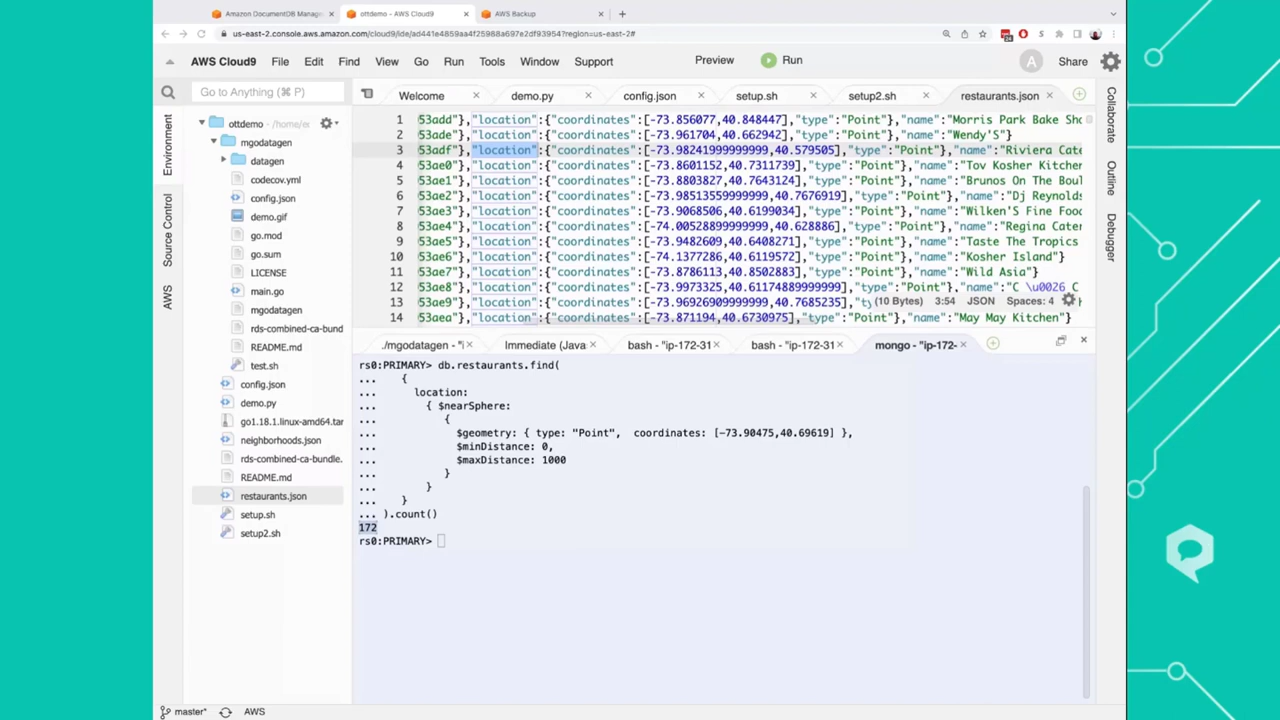 Amazon DocumentDB Manage
ottdemo - AWS Cloud9
AWS Backup
us-east-2.console.aws.amazon.com/cloud9/ide/ad441e4859aa4f25988a697e2df93954?region=us-east-2#
AWS Cloud9 File Edit Find View Go Run Tools Window Support Preview Run A Share
Go to Anything (⌘ P)
Welcome demo.py config.json setup.sh setup2.sh restaurants.json
Environment
Source Control
AWS
Collaborate
Outline
Debugger
ottdemo - /home/ec
mgodatagen
datagen
codecov.yml
config.json
demo.gif
go.mod
go.sum
LICENSE
main.go
mgodatagen
rds-combined-ca-bund
README.md
test.sh
config.json
demo.py
go1.18.1.linux-amd64.tar
neighborhoods.json
rds-combined-ca-bundle.
README.md
restaurants.json
setup.sh
setup2.sh
1 53add"},"location":{"coordinates":[-73.856077,40.848447],"type":"Point"},"name":"Morris Park Bake Sho
2 53ade"},"location":{"coordinates":[-73.961704,40.662942],"type":"Point"},"name":"Wendy'S"}
3 53adf"},"location":{"coordinates":[-73.98241999999999,40.579505],"type":"Point"},"name":"Riviera Cate
4 53ae0"},"location":{"coordinates":[-73.8601152,40.7311739],"type":"Point"},"name":"Tov Kosher Kitchen
5 53ae1"},"location":{"coordinates":[-73.8803827,40.7643124],"type":"Point"},"name":"Brunos On The Boul
6 53ae2"},"location":{"coordinates":[-73.98513559999999,40.7676919],"type":"Point"},"name":"Dj Reynolds
7 53ae3"},"location":{"coordinates":[-73.9068506,40.6199034],"type":"Point"},"name":"Wilken'S Fine Food
8 53ae4"},"location":{"coordinates":[-74.00528899999999,40.628886],"type":"Point"},"name":"Regina Cater
9 53ae5"},"location":{"coordinates":[-73.9482609,40.6408271],"type":"Point"},"name":"Taste The Tropics
10 53ae6"},"location":{"coordinates":[-74.1377286,40.6119572],"type":"Point"},"name":"Kosher Island"}
11 53ae7"},"location":{"coordinates":[-73.8786113,40.8502883],"type":"Point"},"name":"Wild Asia"}
12 53ae8"},"location":{"coordinates":[-73.9973325,40.61174889999999],"type":"Point"},"name":"C \u0026 C
13 53ae9"},"location":{"coordinates":[-73.96926909999999,40.7685235],"ty
(10 Bytes) 3:54 JSON Spaces: 4
14 53aea"},"location":{"coordinates":[-73.871194,40.6730975],"type":"Point"},"name":"May May Kitchen"}
./mgodatagen - "i Immediate (Java bash - "ip-172-31 bash - "ip-172-31 mongo - "ip-172-
rs0:PRIMARY> db.restaurants.find(
... {
... location:
... { $nearSphere:
... {
... $geometry: { type: "Point", coordinates: [-73.90475,40.69619] },
... $minDistance: 0,
... $maxDistance: 1000
... }
... }
... }
... ).count()
172
rs0:PRIMARY>
master* AWS